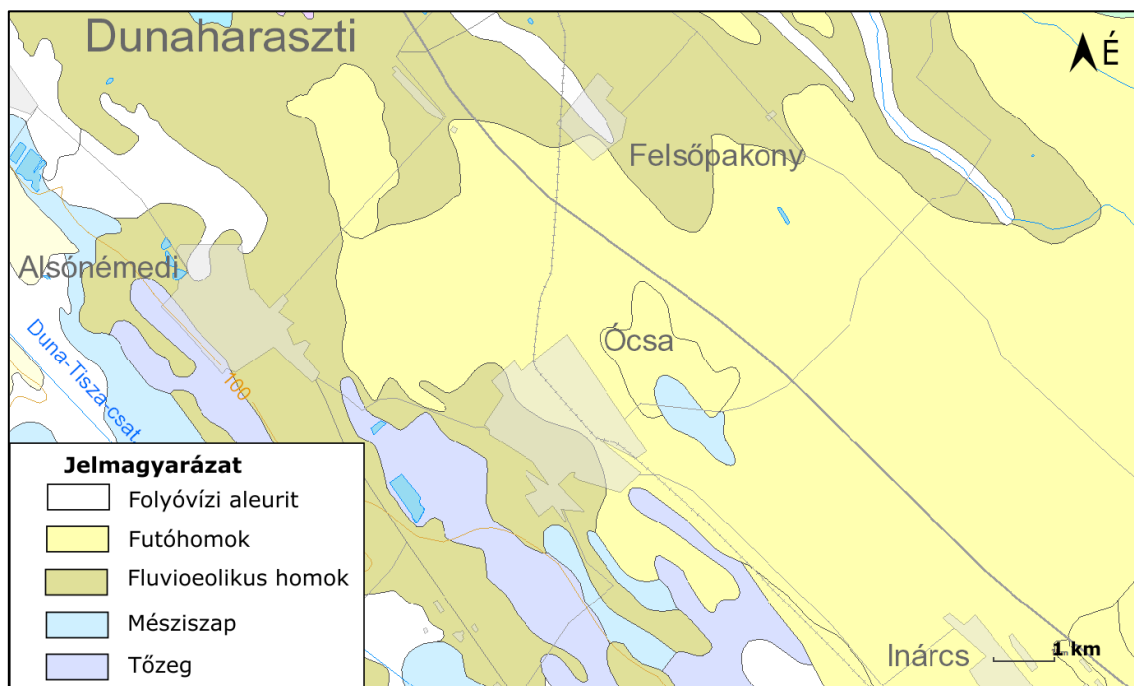 Dunaharaszti
É
Felsőpakony
Alsónémedi
Ócsa
Duna-Tisza-csat.
100
Jelmagyarázat
Folyóvízi aleurit
Futóhomok
Fluvioeolikus homok
Mésziszap
Tőzeg
Inárcs
1 km